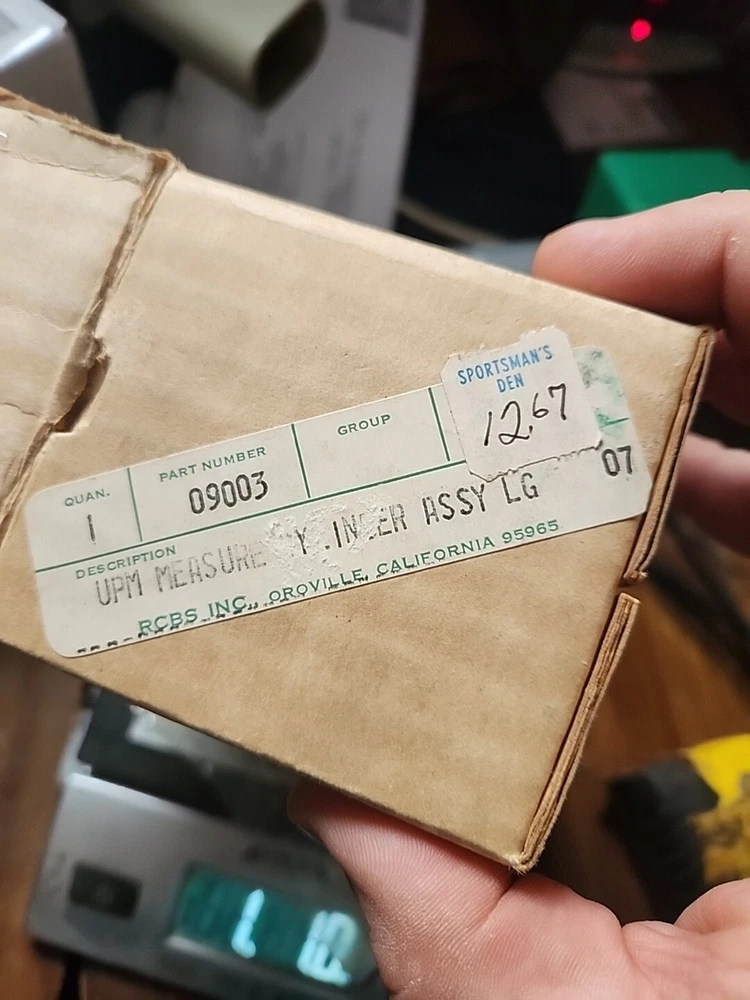 SPORTSMAN'S
DEN
12.67
QUAN.
1
PART NUMBER
09003
GROUP
07
DESCRIPTION
UPM MEASURE ASSY LG
RCBS INC., OROVILLE, CALIFORNIA 95965